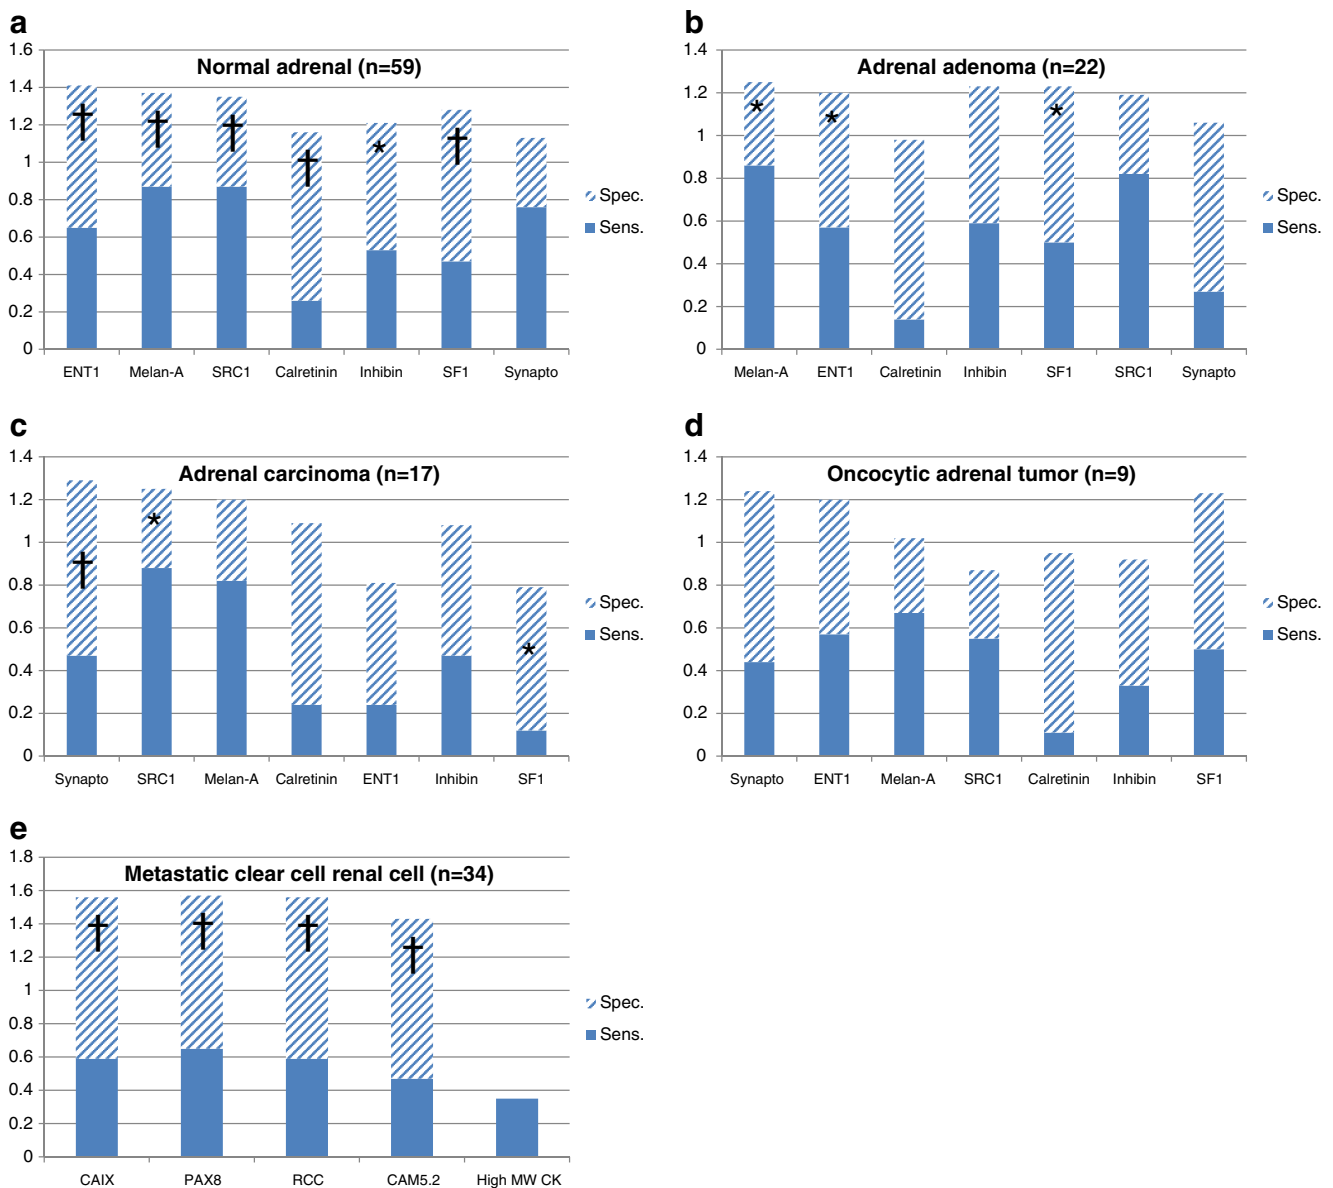 a
Normal adrenal (n=59)
1.6
1.4
1.2
1
0.8
0.6
0.4
0.2
0
†
†
†
†
*
†
ENT1 Melan-A SRC1 Calretinin Inhibin SF1 Synapto
Spec.
Sens.
b
Adrenal adenoma (n=22)
1.4
1.2
1
0.8
0.6
0.4
0.2
0
*
*
*
Melan-A ENT1 Calretinin Inhibin SF1 SRC1 Synapto
Spec.
Sens.
c
Adrenal carcinoma (n=17)
1.4
1.2
1
0.8
0.6
0.4
0.2
0
†
*
*
Synapto SRC1 Melan-A Calretinin ENT1 Inhibin SF1
Spec.
Sens.
d
Oncocytic adrenal tumor (n=9)
1.4
1.2
1
0.8
0.6
0.4
0.2
0
Synapto ENT1 Melan-A SRC1 Calretinin Inhibin SF1
Spec.
Sens.
e
Metastatic clear cell renal cell (n=34)
1.8
1.6
1.4
1.2
1
0.8
0.6
0.4
0.2
0
†
†
†
†
CAIX PAX8 RCC CAM5.2 High MW CK
Spec.
Sens.